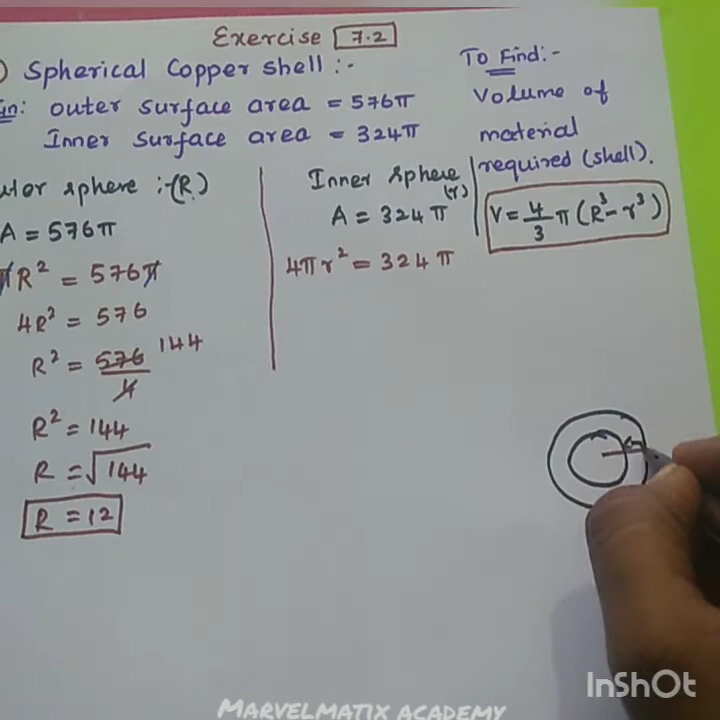 Exercise 7.2
) Spherical Copper shell :-
in: outer surface area = 576π
Inner surface area = 324π
To Find:-
Volume of
material
required (shell).
V = 4/3 π (R³ - r³)
sphere :- (R)
A = 576π
πR² = 576π
4R² = 576
R² = 576/4 144
R² = 144
R = √144
R = 12
Inner sphere (r)
A = 324π
4πr² = 324π
MARVELMATIX ACADEMY
InShOt